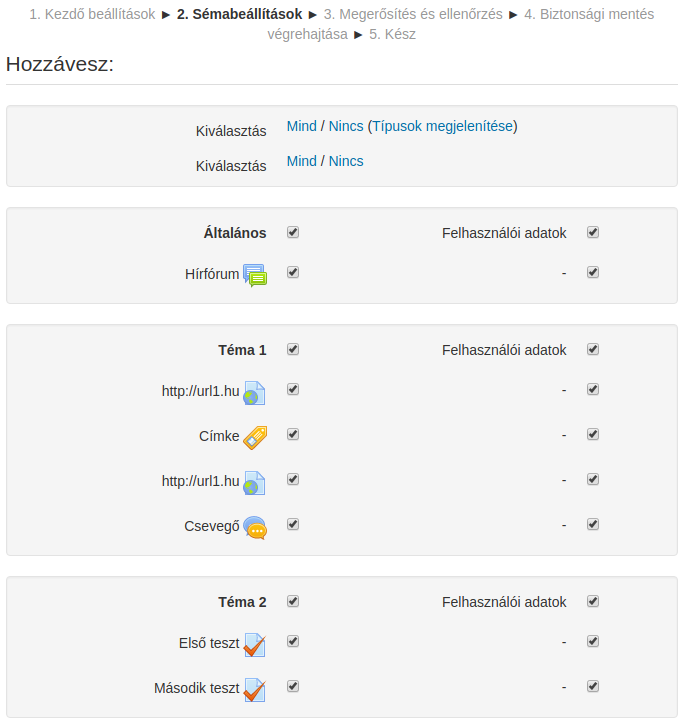 1. Kezdő beállítások ► 2. Sémabeállítások ► 3. Megerősítés és ellenőrzés ► 4. Biztonsági mentés
végrehajtása ► 5. Kész
Hozzávesz:
Kiválasztás Mind / Nincs (Típusok megjelenítése)
Kiválasztás Mind / Nincs
Általános Felhasználói adatok
Hírfórum -
Téma 1 Felhasználói adatok
http://url1.hu -
Címke -
http://url1.hu -
Csevegő -
Téma 2 Felhasználói adatok
Első teszt -
Második teszt -